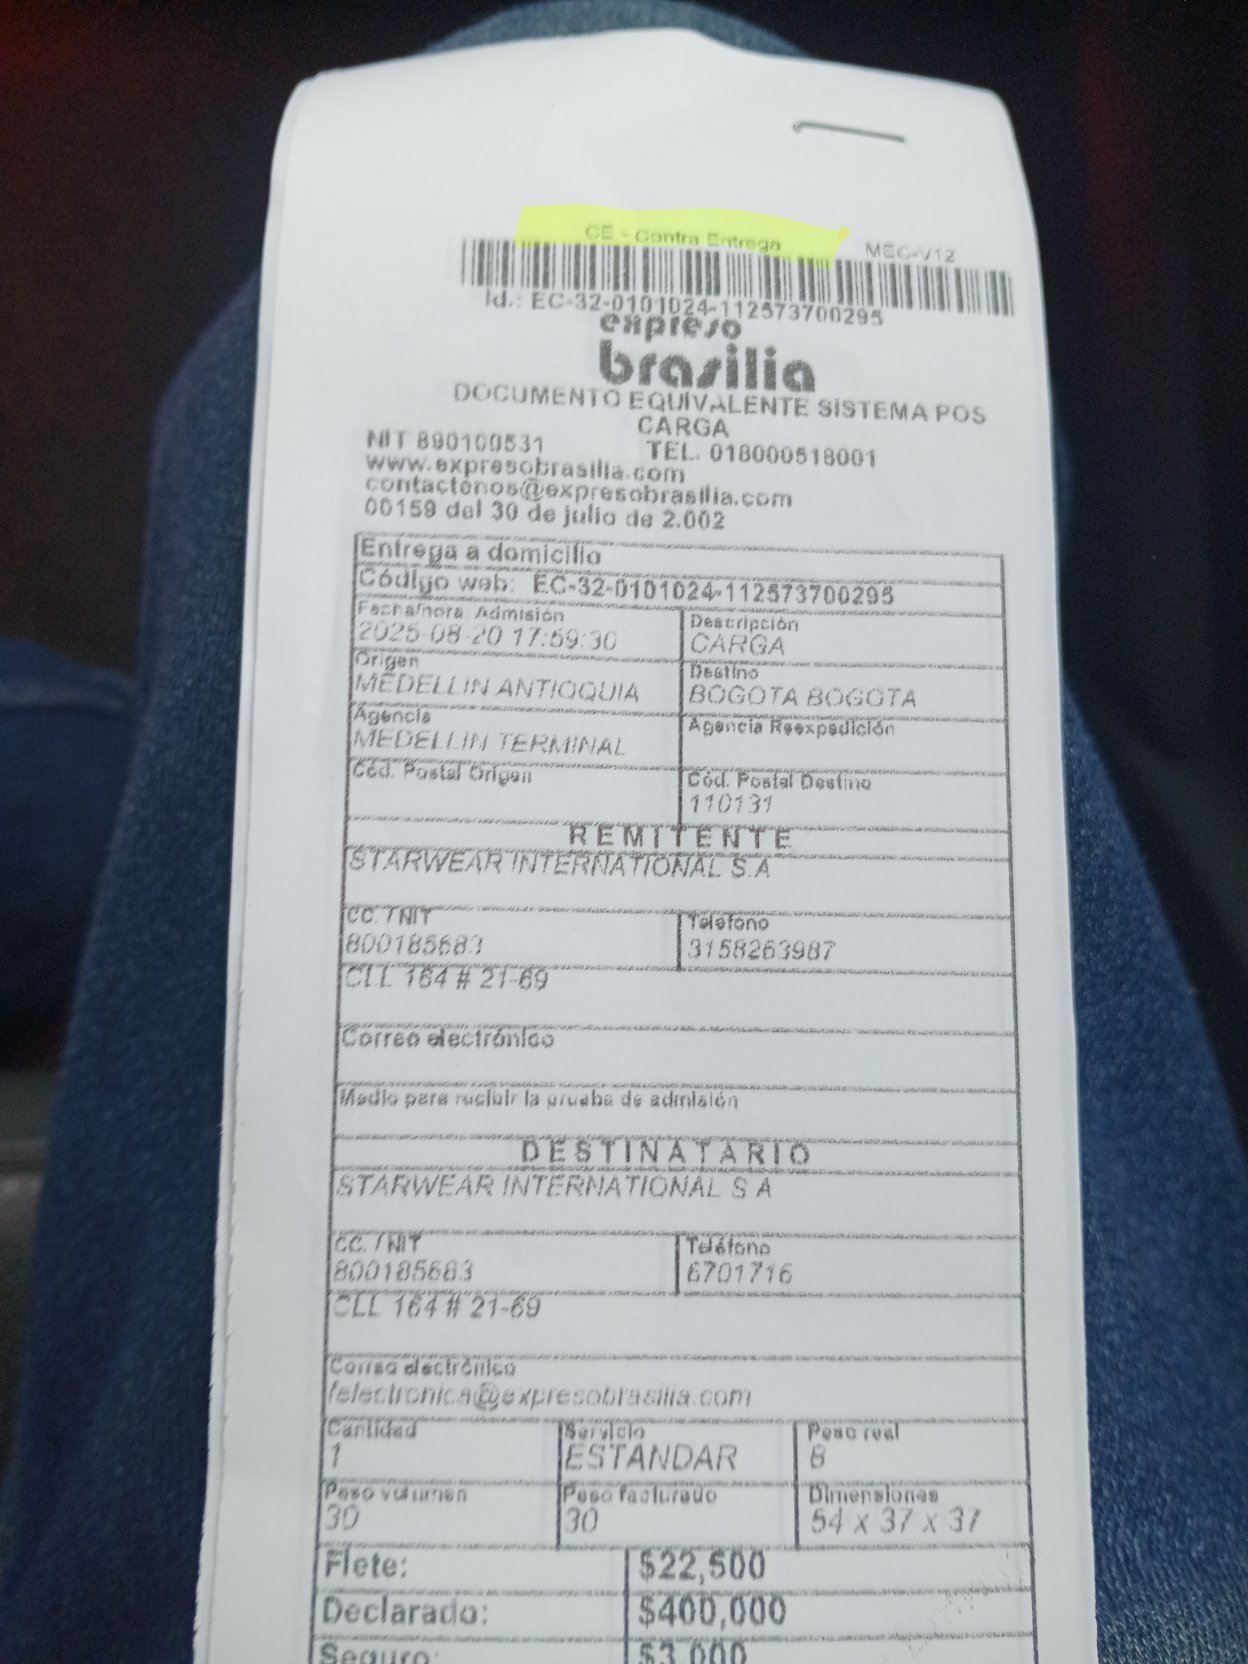 CE - Contra Entrega
MEC-V12
Id.: EC-32-0101024-112573700295
expreso
brasilia
DOCUMENTO EQUIVALENTE SISTEMA POS
CARGA
NIT 890100531 TEL. 018000518001
www.expresobrasilia.com
contactenos@expresobrasilia.com
00159 del 30 de julio de 2.002
Entrega a domicilio
Código web: EC-32-0101024-112573700295
Fecha/hora Admisión
2025-08-20 17:59:30
Descripción
CARGA
Origen
MEDELLIN ANTIOQUIA
Destino
BOGOTA BOGOTA
Agencia
MEDELLIN TERMINAL
Agencia Reexpedición
Cód. Postal Origen
Cód. Postal Destino
110131
REMITENTE
STARWEAR INTERNATIONAL S.A
CC. / NIT
800185683
Teléfono
3158263987
CLL 164 # 21-69
Correo electrónico
Medio para recibir la prueba de admisión
DESTINATARIO
STARWEAR INTERNATIONAL S A
CC. / NIT
800185683
Teléfono
6701716
CLL 164 # 21-69
Correo electrónico
felectronica@expresobrasilia.com
Cantidad
1
Servicio
ESTANDAR
Peso real
8
Peso volumen
30
Peso facturado
30
Dimensiones
54 x 37 x 37
Flete: $22,500
Declarado: $400,000
Seguro: $3,000